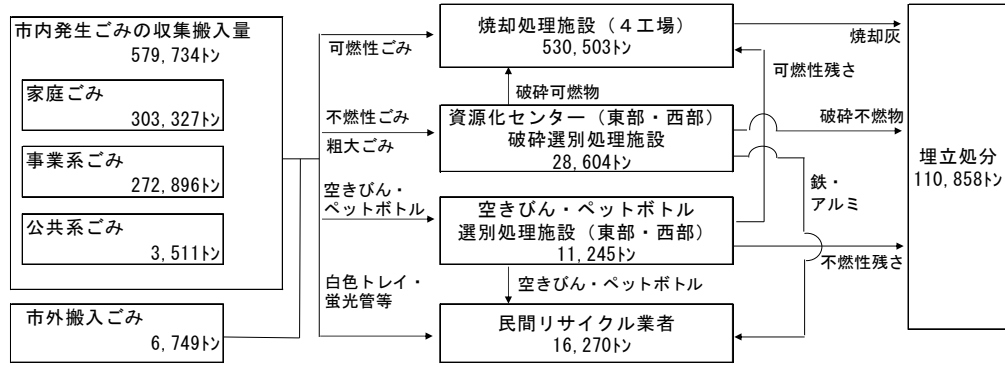 市内発生ごみの収集搬入量
579,734㌧
家庭ごみ
303,327㌧
事業系ごみ
272,896㌧
公共系ごみ
3,511㌧
市外搬入ごみ
6,749㌧
可燃性ごみ
不燃性ごみ
粗大ごみ
空きびん・
ペットボトル
白色トレイ・
蛍光管等
焼却処理施設（４工場）
530,503㌧
破砕可燃物
資源化センター（東部・西部）
破砕選別処理施設
28,604㌧
空きびん・ペットボトル
選別処理施設（東部・西部）
11,245㌧
空きびん・ペットボトル
民間リサイクル業者
16,270㌧
焼却灰
可燃性残さ
破砕不燃物
鉄・
アルミ
不燃性残さ
埋立処分
110,858㌧